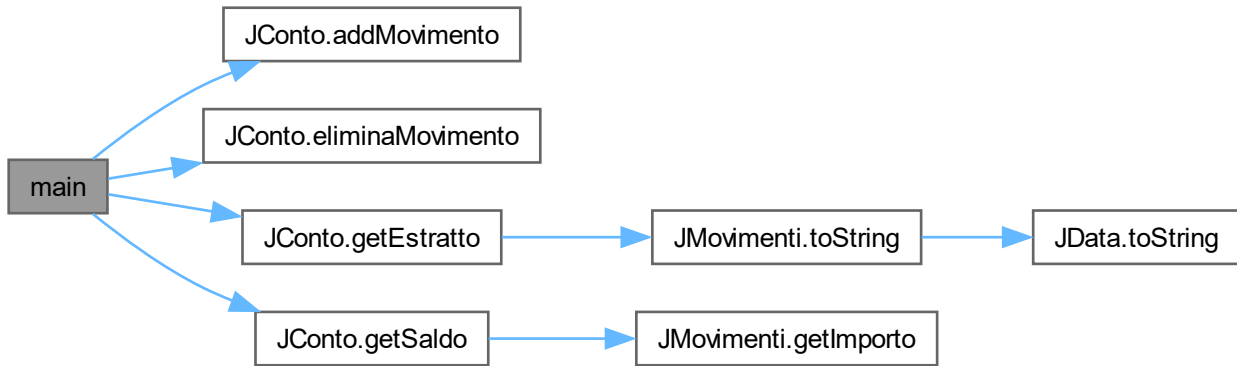 JConto.addMovimento
JConto.eliminaMovimento
main
JConto.getEstratto
JMovimenti.toString
JData.toString
JConto.getSaldo
JMovimenti.getImporto